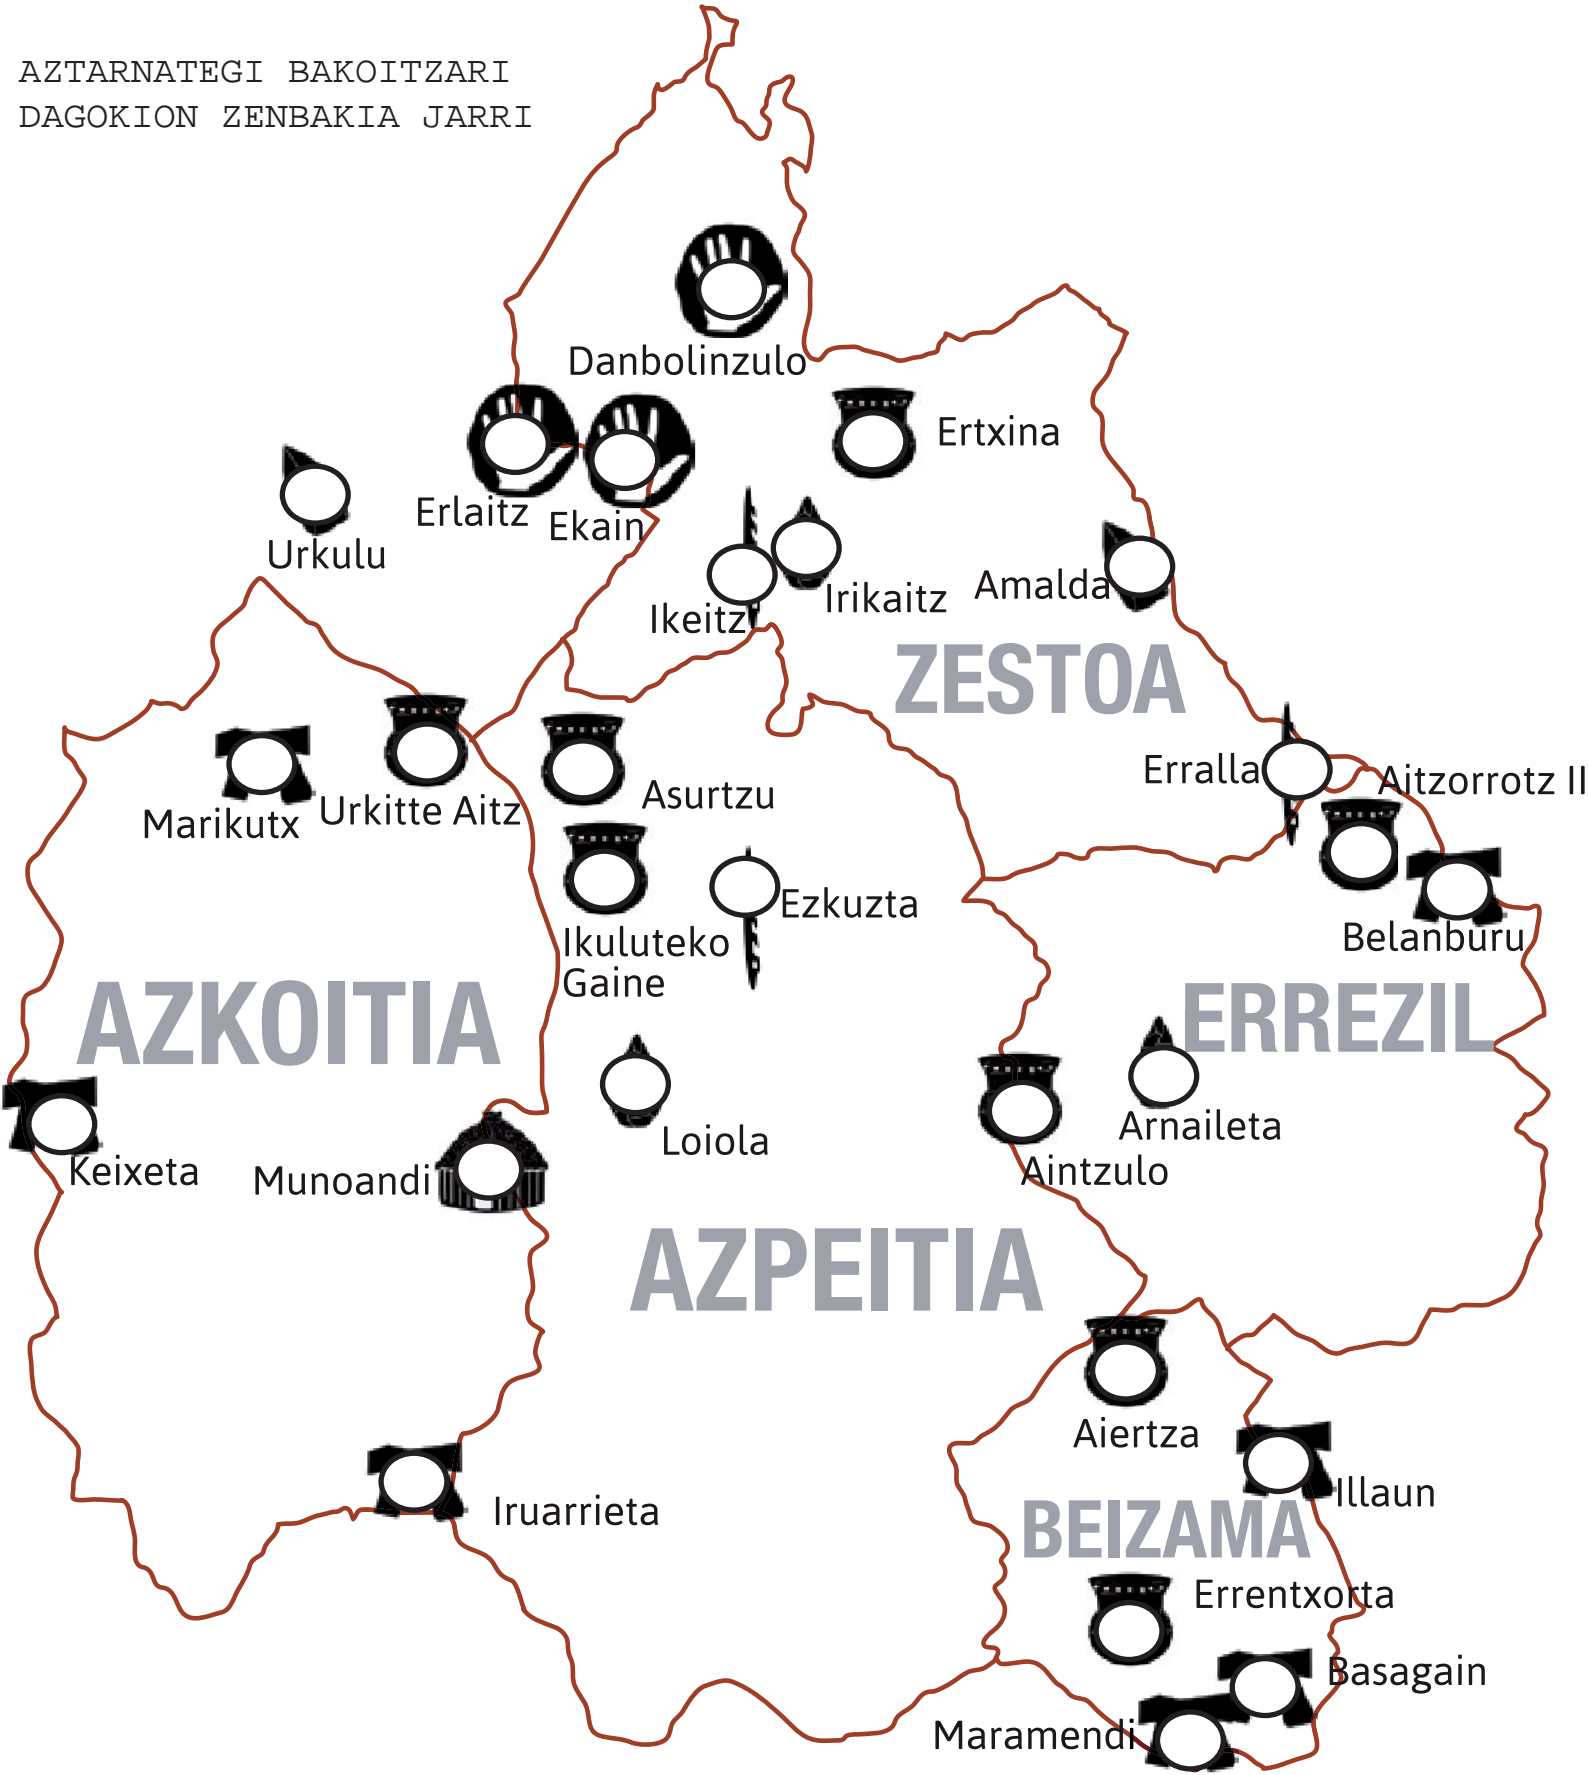 AZTARNATEGI BAKOITZARI
DAGOKION ZENBAKIA JARRI
Danbolinzulo
Ertxina
Erlaitz
Ekain
Urkulu
Ikeitz
Irikaitz
Amalda
ZESTOA
Erralla
Aitzorrotz II
Marikutx
Urkitte Aitz
Asurtzu
Ezkuzta
Ikuluteko
Gaine
Belanburu
AZKOITIA
ERREZIL
Loiola
Arnaileta
Keixeta
Munoandi
Aintzulo
AZPEITIA
Aiertza
Illaun
Iruarrieta
BEIZAMA
Errentxorta
Basagain
Maramendi